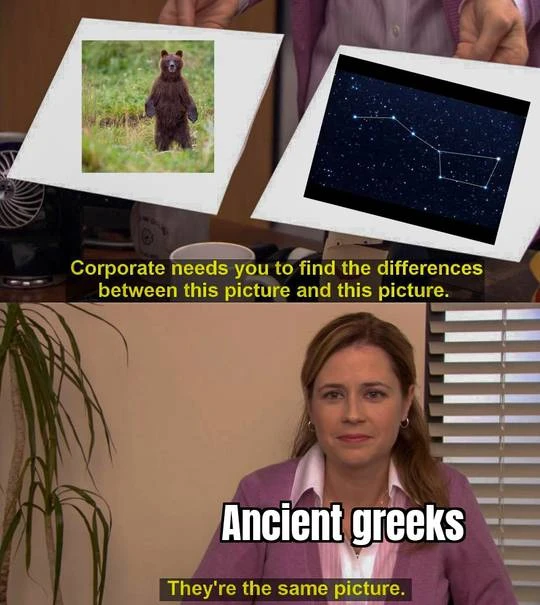 Corporate needs you to find the differences
between this picture and this picture.
Ancient greeks
They're the same picture.